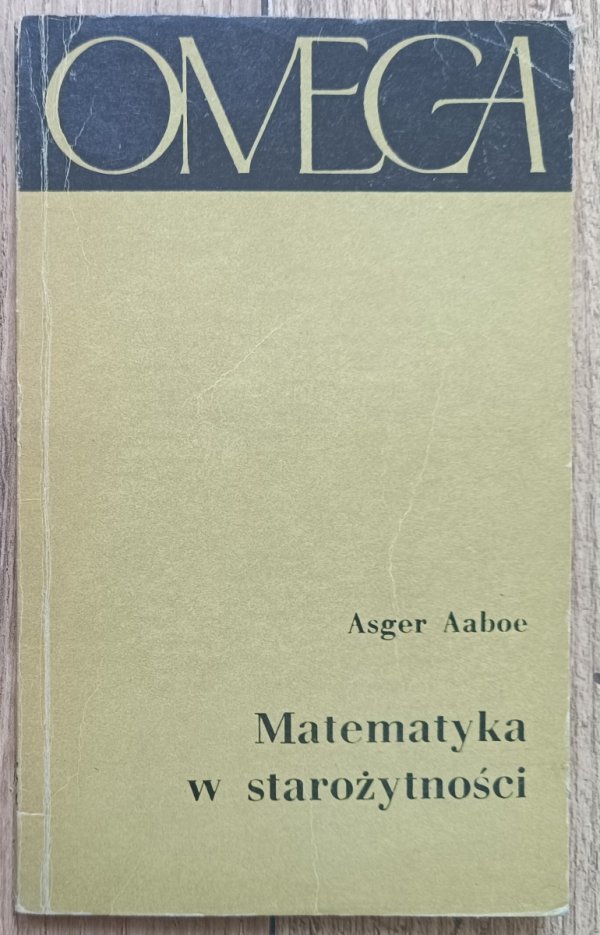 OMEGA
Asger Aaboe
Matematyka
w starożytności